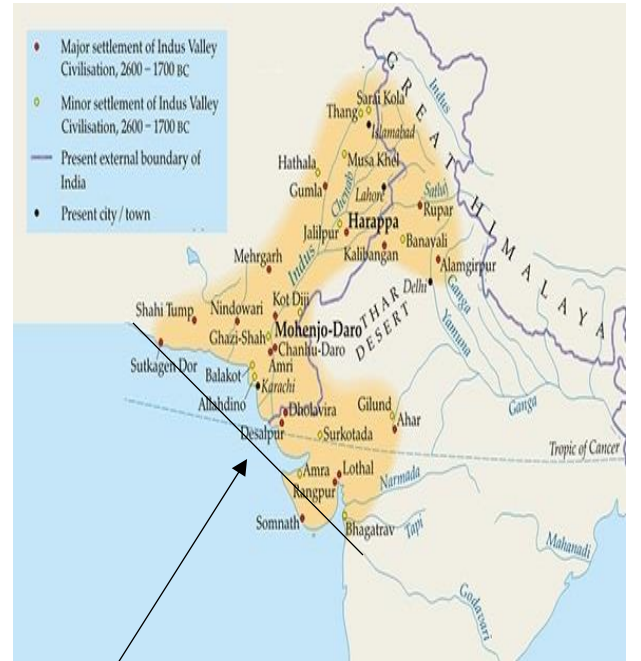 Major settlement of Indus Valley
Civilisation, 2600 – 1700 BC
Minor settlement of Indus Valley
Civilisation, 2600 – 1700 BC
Present external boundary of
India
Present city / town
GREAT HIMALAYA
Indus
Sarai Kola
Thang
Islamabad
Hathala
Musa Khel
Gumla
Chenab
Lahore
Satluj
Rupar
Jalilpur
Harappa
Banavali
Kalibangan
Mehrgarh
Indus
Alamgirpur
Delhi
Ganga
Kot Diji
THAR
DESERT
Yamuna
Shahi Tump
Nindowari
Mohenjo-Daro
Ghazi-Shah
Chanhu-Daro
Sutkagen Dor
Amri
Balakot
Karachi
Allahdino
Dholavira
Gilund
Ahar
Ganga
Desalpur
Surkotada
Tropic of Cancer
Amra
Lothal
Rangpur
Narmada
Somnath
Bhagatrav
Tapi
Mahanadi
Godavari